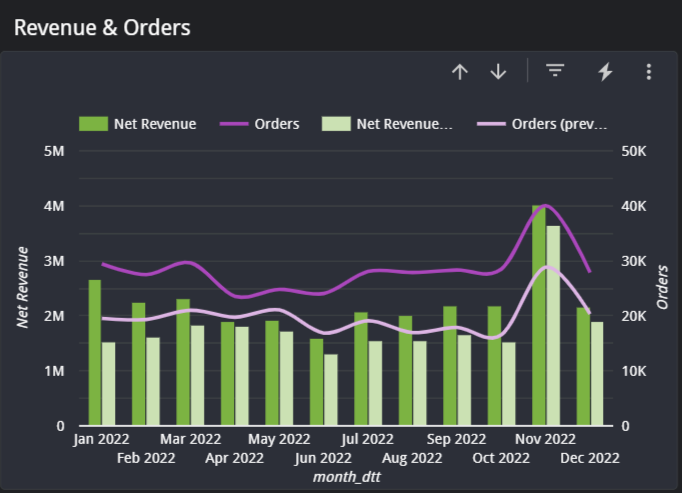 Revenue & Orders
Net Revenue Orders Net Revenue... Orders (prev...
5M 50K
4M 40K
3M 30K
2M 20K
1M 10K
0 0
Net Revenue
Orders
Jan 2022 Mar 2022 May 2022 Jul 2022 Sep 2022 Nov 2022
Feb 2022 Apr 2022 Jun 2022 Aug 2022 Oct 2022 Dec 2022
month_dtt